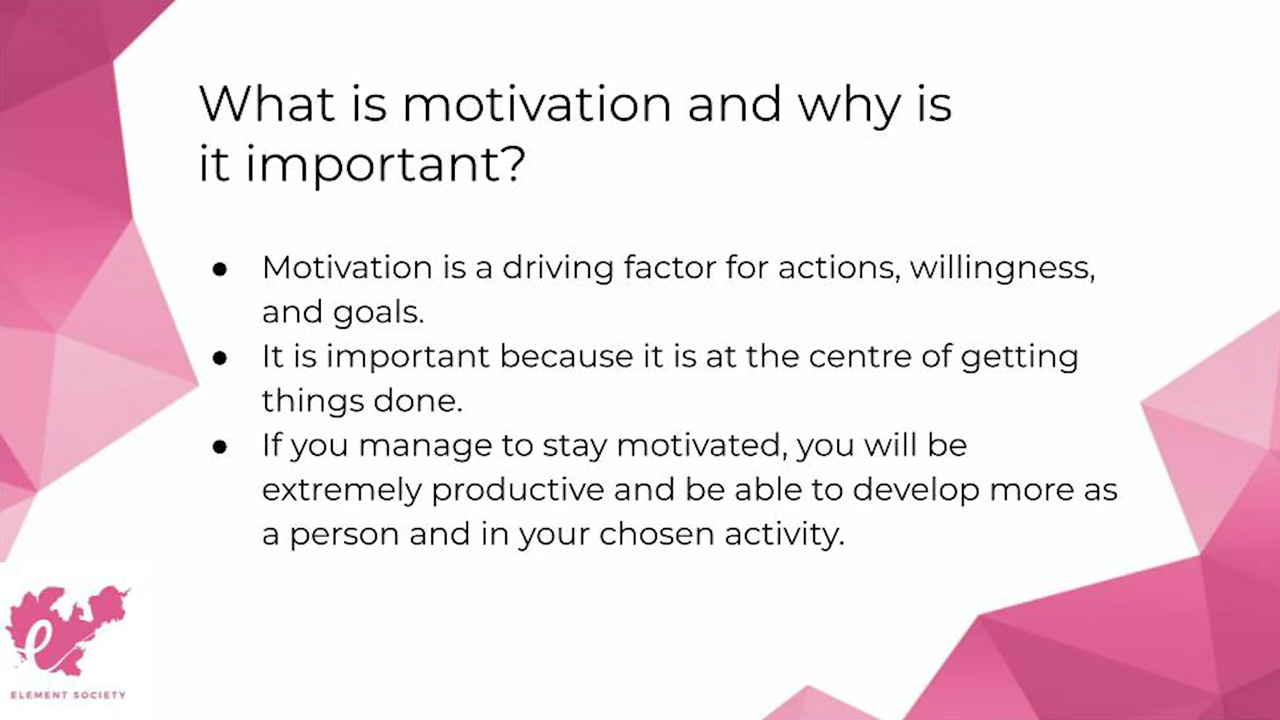 What is motivation and why is
it important?
● Motivation is a driving factor for actions, willingness,
and goals.
● It is important because it is at the centre of getting
things done.
● If you manage to stay motivated, you will be
extremely productive and be able to develop more as
a person and in your chosen activity.
e
ELEMENT SOCIETY